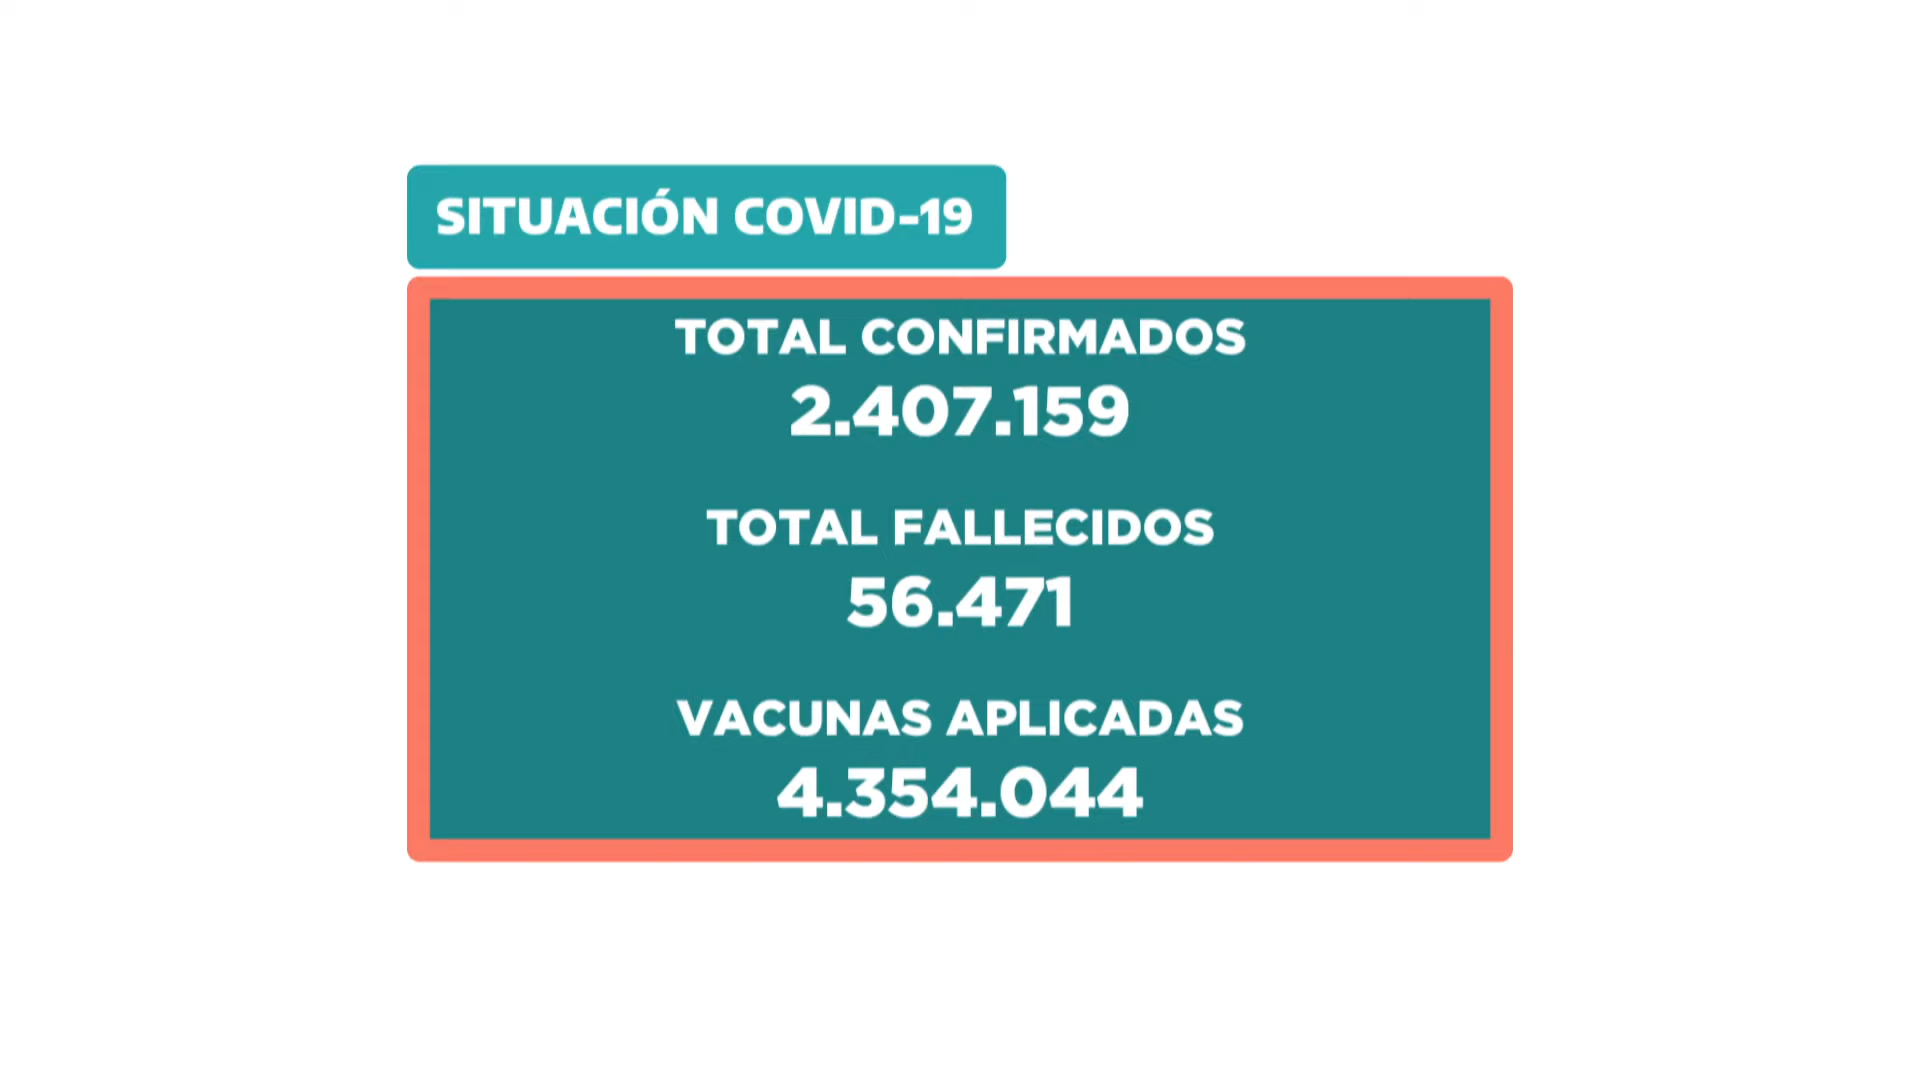 SITUACIÓN COVID-19
TOTAL CONFIRMADOS
2.407.159
TOTAL FALLECIDOS
56.471
VACUNAS APLICADAS
4.354.044